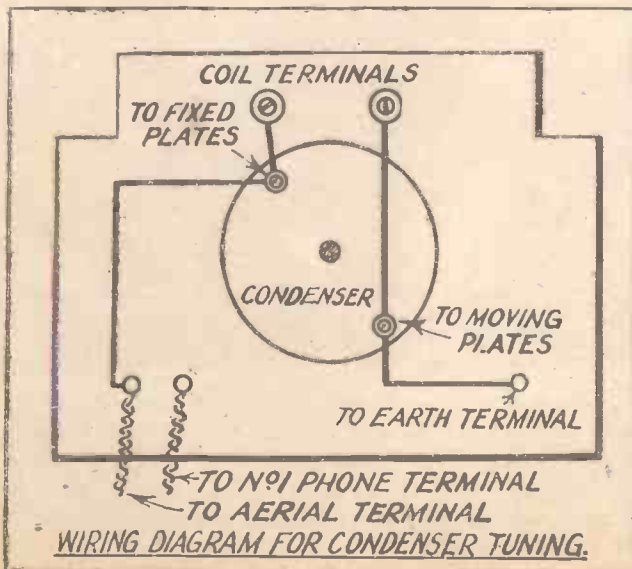 COIL TERMINALS
TO FIXED
PLATES
CONDENSER
TO MOVING
PLATES
TO EARTH TERMINAL
TO Nº1 PHONE TERMINAL
TO AERIAL TERMINAL
WIRING DIAGRAM FOR CONDENSER TUNING.